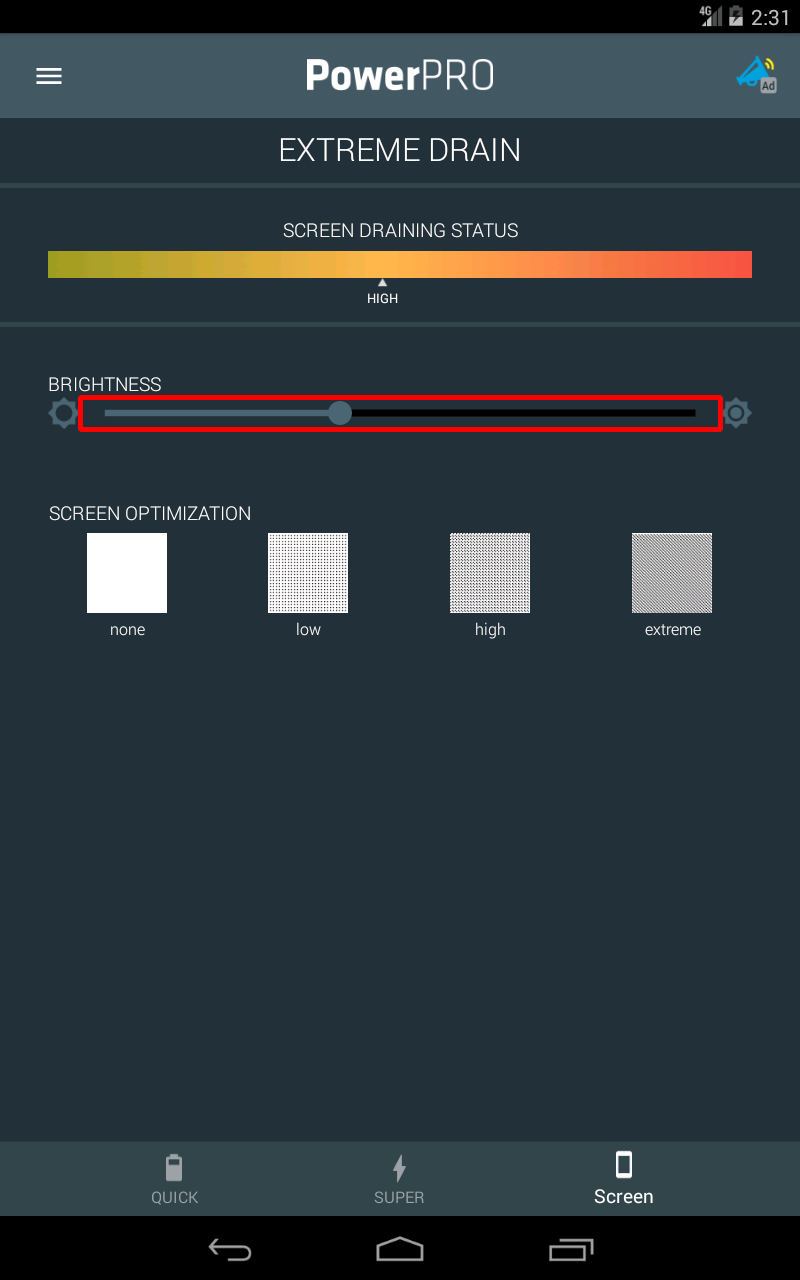 4G 2:31
PowerPRO
Ad
EXTREME DRAIN
SCREEN DRAINING STATUS
HIGH
BRIGHTNESS
SCREEN OPTIMIZATION
none low high extreme
QUICK SUPER Screen